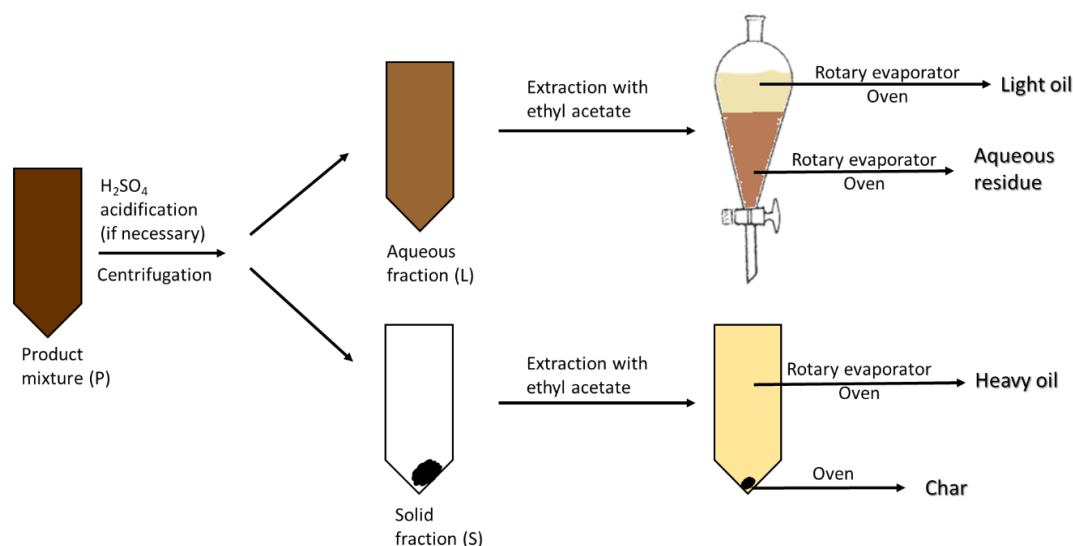 Product
mixture (P)
H₂SO₄
acidification
(if necessary)
Centrifugation
Aqueous
fraction (L)
Extraction with
ethyl acetate
Rotary evaporator
Oven
Light oil
Rotary evaporator
Oven
Aqueous
residue
Solid
fraction (S)
Extraction with
ethyl acetate
Rotary evaporator
Oven
Heavy oil
Oven
Char